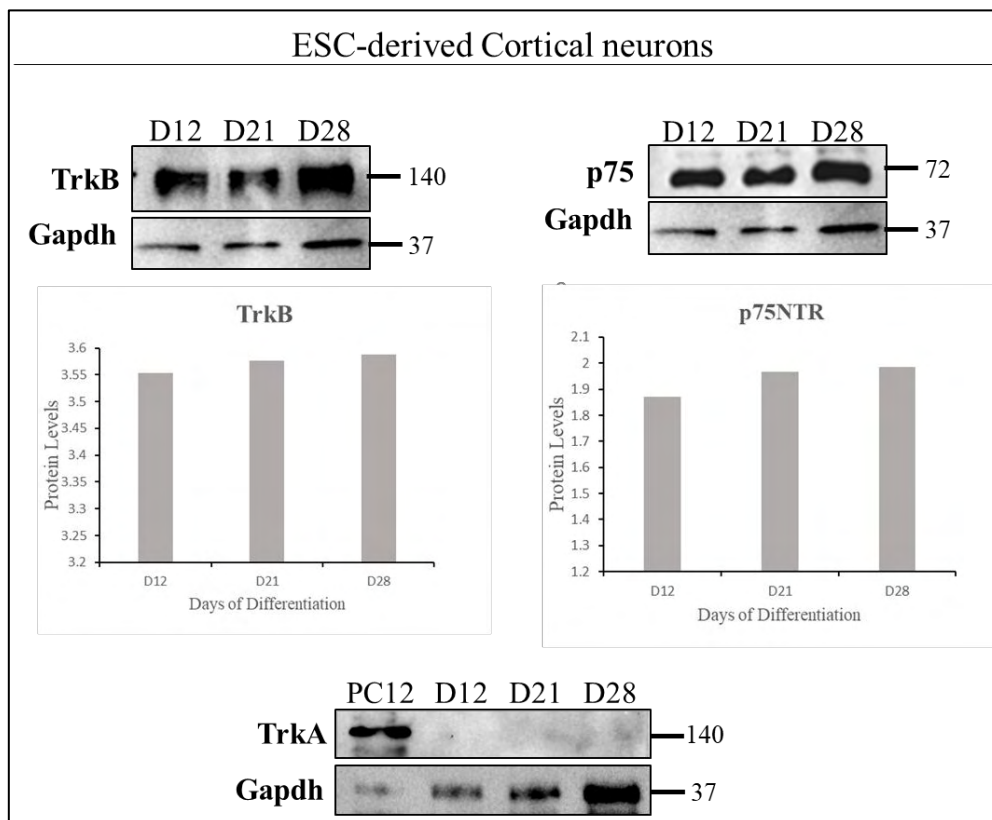 ESC-derived Cortical neurons
D12 D21 D28
TrkB 140
Gapdh 37
D12 D21 D28
p75 72
Gapdh 37
TrkB
Protein Levels
3.6
3.55
3.5
3.45
3.4
3.35
3.3
3.25
3.2
D12 D21 D28
Days of Differentiation
p75NTR
Protein Levels
2.1
2
1.9
1.8
1.7
1.6
1.5
1.4
1.3
1.2
D12 D21 D28
Days of Differentiation
PC12 D12 D21 D28
TrkA 140
Gapdh 37